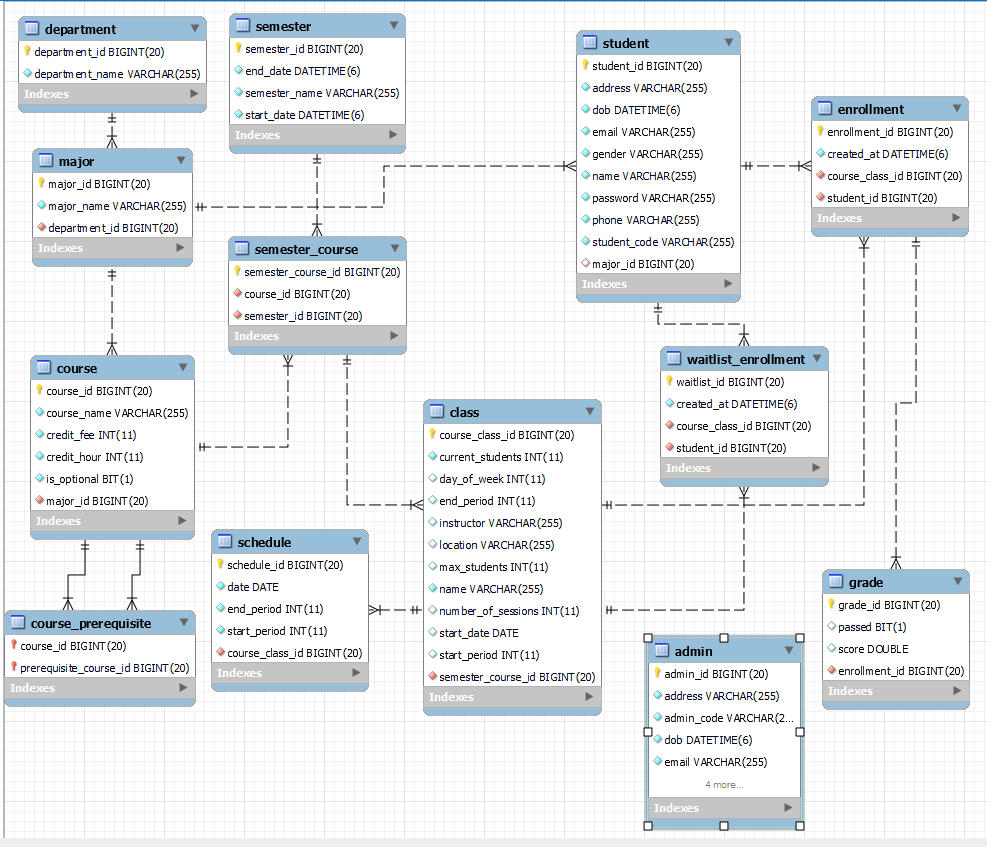 department
department_id BIGINT(20)
department_name VARCHAR(255)
Indexes
semester
semester_id BIGINT(20)
end_date DATETIME(6)
semester_name VARCHAR(255)
start_date DATETIME(6)
Indexes
student
student_id BIGINT(20)
address VARCHAR(255)
dob DATETIME(6)
email VARCHAR(255)
gender VARCHAR(255)
name VARCHAR(255)
password VARCHAR(255)
phone VARCHAR(255)
student_code VARCHAR(255)
major_id BIGINT(20)
Indexes
enrollment
enrollment_id BIGINT(20)
created_at DATETIME(6)
course_class_id BIGINT(20)
student_id BIGINT(20)
Indexes
major
major_id BIGINT(20)
major_name VARCHAR(255)
department_id BIGINT(20)
Indexes
semester_course
semester_course_id BIGINT(20)
course_id BIGINT(20)
semester_id BIGINT(20)
Indexes
course
course_id BIGINT(20)
course_name VARCHAR(255)
credit_fee INT(11)
credit_hour INT(11)
is_optional BIT(1)
major_id BIGINT(20)
Indexes
waitlist_enrollment
waitlist_id BIGINT(20)
created_at DATETIME(6)
course_class_id BIGINT(20)
student_id BIGINT(20)
Indexes
class
course_class_id BIGINT(20)
current_students INT(11)
day_of_week INT(11)
end_period INT(11)
instructor VARCHAR(255)
location VARCHAR(255)
max_students INT(11)
name VARCHAR(255)
number_of_sessions INT(11)
start_date DATE
start_period INT(11)
semester_course_id BIGINT(20)
Indexes
schedule
schedule_id BIGINT(20)
date DATE
end_period INT(11)
start_period INT(11)
course_class_id BIGINT(20)
Indexes
course_prerequisite
course_id BIGINT(20)
prerequisite_course_id BIGINT(20)
Indexes
grade
grade_id BIGINT(20)
passed BIT(1)
score DOUBLE
enrollment_id BIGINT(20)
Indexes
admin
admin_id BIGINT(20)
address VARCHAR(255)
admin_code VARCHAR(2...
dob DATETIME(6)
email VARCHAR(255)
4 more...
Indexes